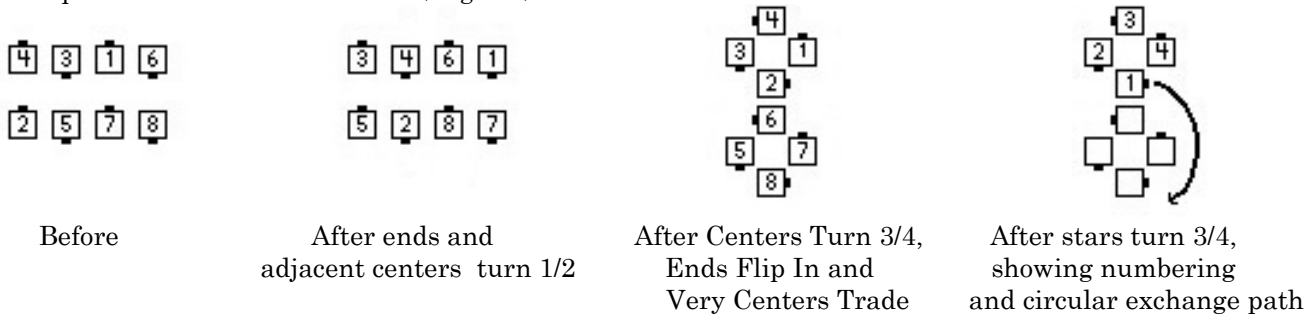 4 3 1 6
2 5 7 8
3 4 6 1
5 2 8 7
4
3 1
2
6
5 7
8
3
2 4
1
Before
After ends and
adjacent centers turn 1/2
After Centers Turn 3/4,
Ends Flip In and
Very Centers Trade
After stars turn 3/4,
showing numbering
and circular exchange path